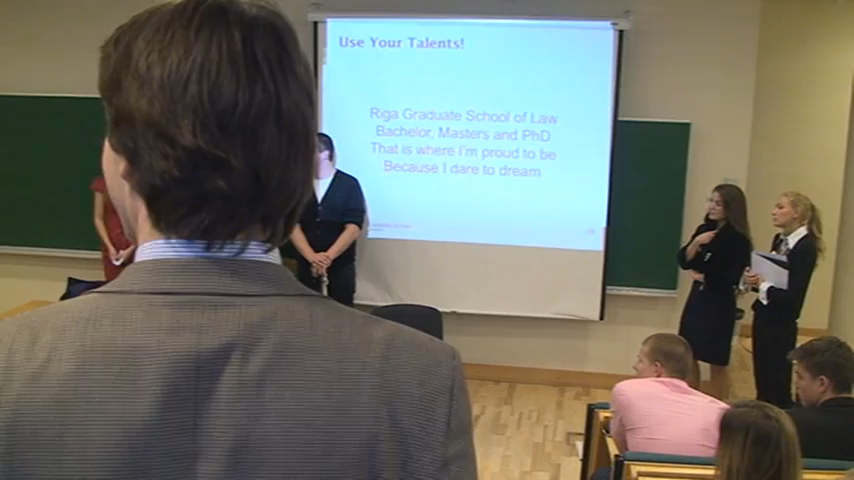 Use Your Talents!
Riga Graduate School of Law
Bachelor, Masters and PhD
That is where I'm proud to be
Because I dare to dream